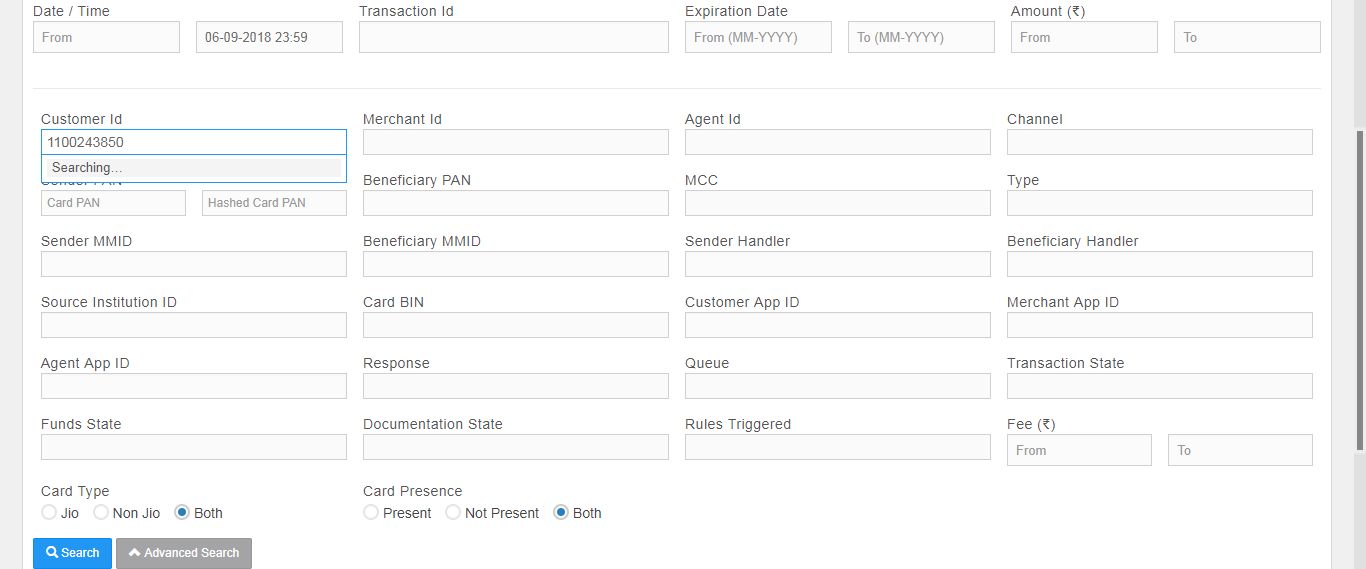 Date / Time Transaction Id Expiration Date Amount (₹)
From 06-09-2018 23:59 From (MM-YYYY) To (MM-YYYY) From To
Customer Id Merchant Id Agent Id Channel
1100243850
Searching…
Sender PAN Beneficiary PAN MCC Type
Card PAN Hashed Card PAN
Sender MMID Beneficiary MMID Sender Handler Beneficiary Handler
Source Institution ID Card BIN Customer App ID Merchant App ID
Agent App ID Response Queue Transaction State
Funds State Documentation State Rules Triggered Fee (₹)
From To
Card Type Card Presence
Jio Non Jio Both Present Not Present Both
Search Advanced Search